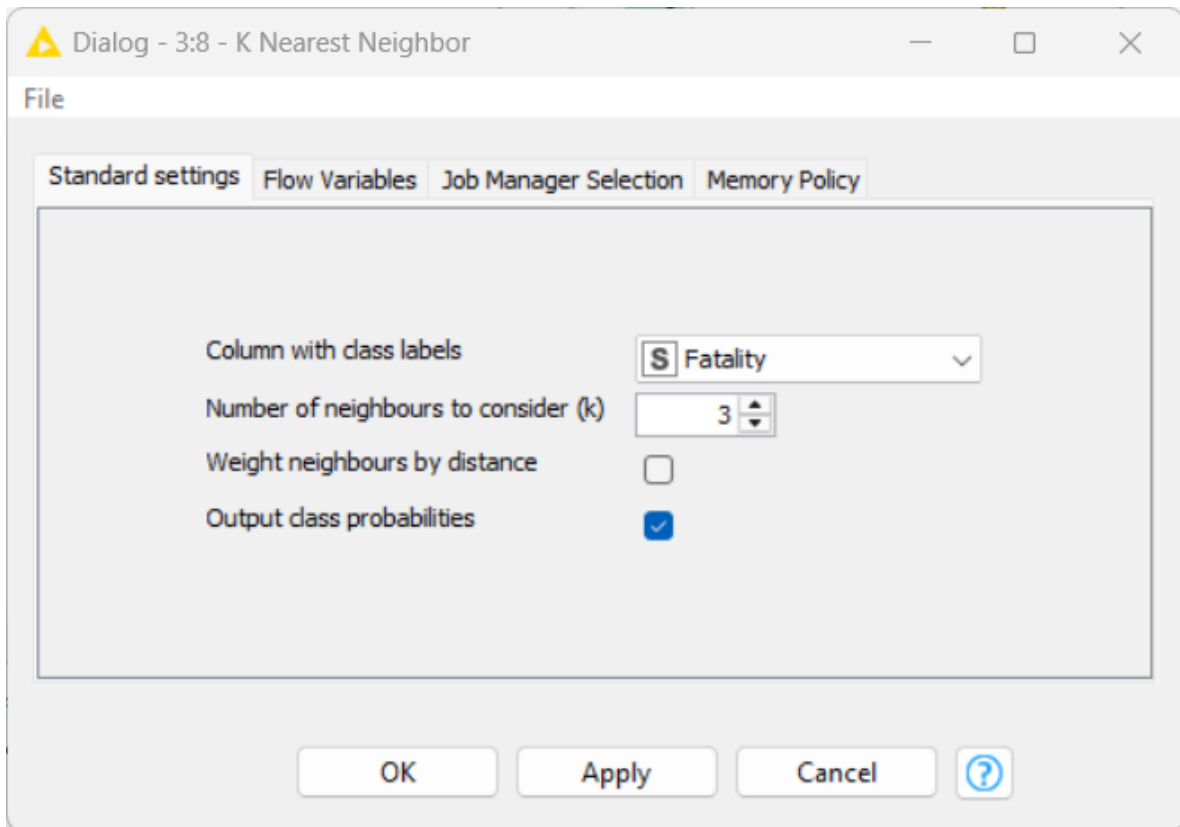 Dialog - 3:8 - K Nearest Neighbor
File
Standard settings Flow Variables Job Manager Selection Memory Policy
Column with class labels S Fatality
Number of neighbours to consider (k) 3
Weight neighbours by distance
Output class probabilities
OK Apply Cancel ?